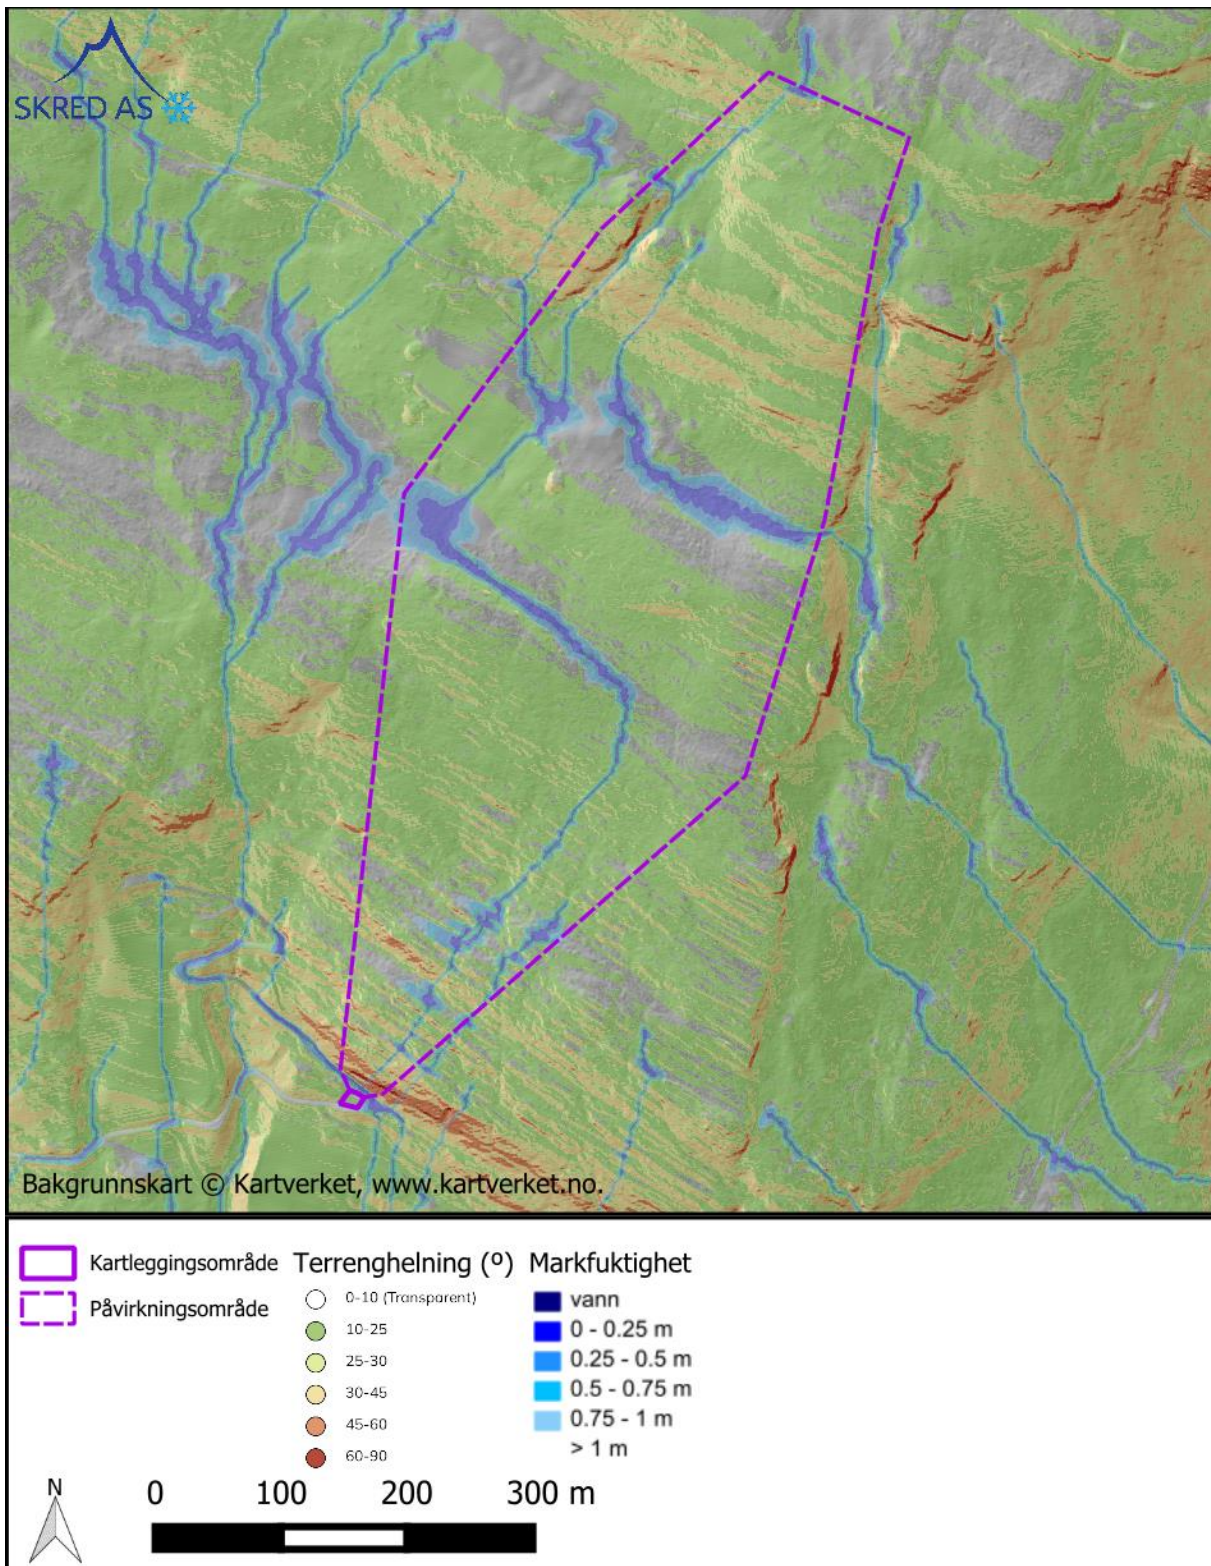 SKRED AS
Bakgrunnskart © Kartverket, www.kartverket.no.
Kartleggingsområde
Påvirkningsområde
Terrenghelning (º)
0-10 (Transparent)
10-25
25-30
30-45
45-60
60-90
Markfuktighet
vann
0 - 0.25 m
0.25 - 0.5 m
0.5 - 0.75 m
0.75 - 1 m
> 1 m
N
0 100 200 300 m